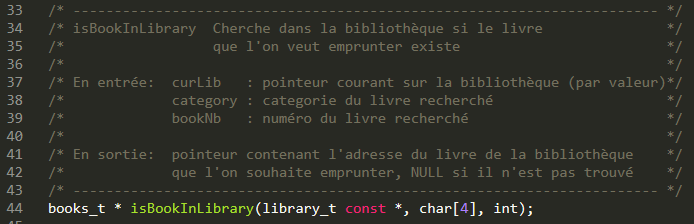 33 /* ----------------------------------------------------------------- */
34 /* isBookInLibrary  Cherche dans la bibliothèque si le livre           */
35 /*                  que l'on veut emprunter existe                     */
36 /*                                                                     */
37 /* En entrée:  curLib   : pointeur courant sur la bibliothèque (par valeur)*/
38 /*             category : categorie du livre recherché                 */
39 /*             bookNb   : numéro du livre recherché                    */
40 /*                                                                     */
41 /* En sortie:  pointeur contenant l'adresse du livre de la bibliothèque    */
42 /*             que l'on souhaite emprunter, NULL si il n'est pas trouvé    */
43 /* ----------------------------------------------------------------- */
44 books_t * isBookInLibrary(library_t const *, char[4], int);
45